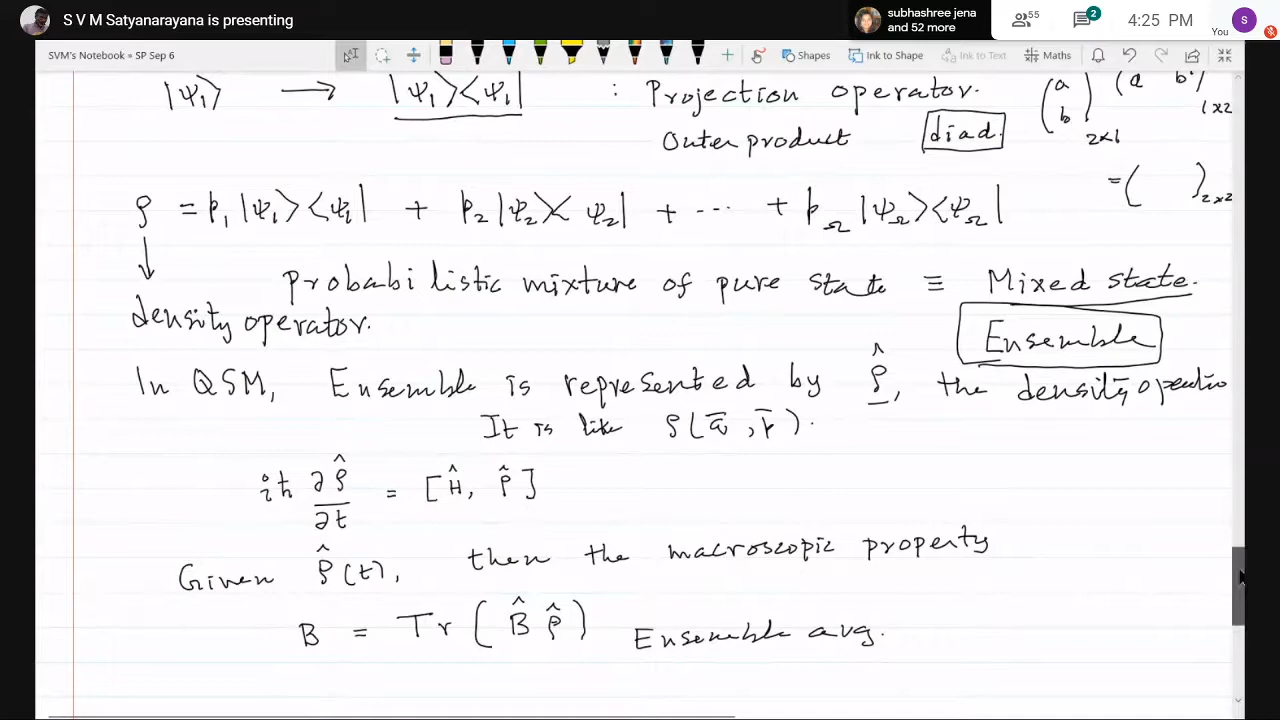 S V M Satyanarayana is presenting
subhashree jena
and 52 more
55
2
4:25 PM
You
S
SVM's Notebook • SP Sep 6
Shapes
Ink to Shape
Ink to Text
Maths
|ψ₁⟩ → |ψ₁⟩⟨ψ₁| : Projection operator.
Outer product diad.
(a b) 2×1 (a b) 1×2
= ( ) 2×2
ρ = p₁ |ψ₁⟩⟨ψ₁| + p₂ |ψ₂⟩⟨ψ₂| + ... + p_Ω |ψ_Ω⟩⟨ψ_Ω|
Probabilistic mixture of pure state ≡ Mixed state.
density operator.
Ensemble
In QSM, Ensemble is represented by ρ̂, the density
It is like
iħ ∂ρ̂/∂t = [Ĥ, ρ̂]
Given ρ̂(t), then the macroscopic property
B = Tr ( B̂ ρ̂ ) Ensemble avg.